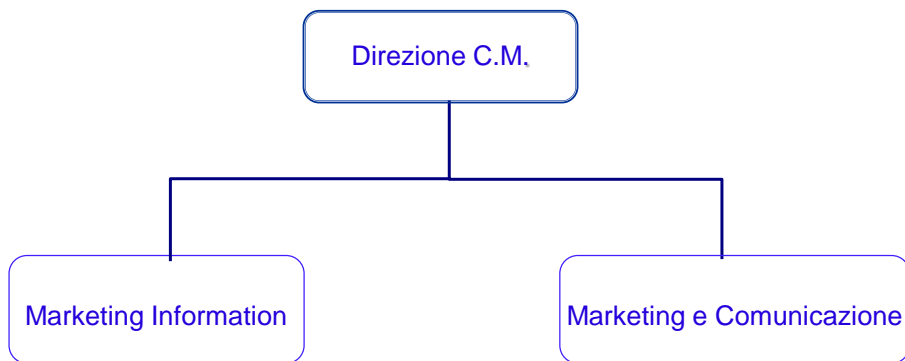 Direzione C.M.
Marketing Information
Marketing e Comunicazione